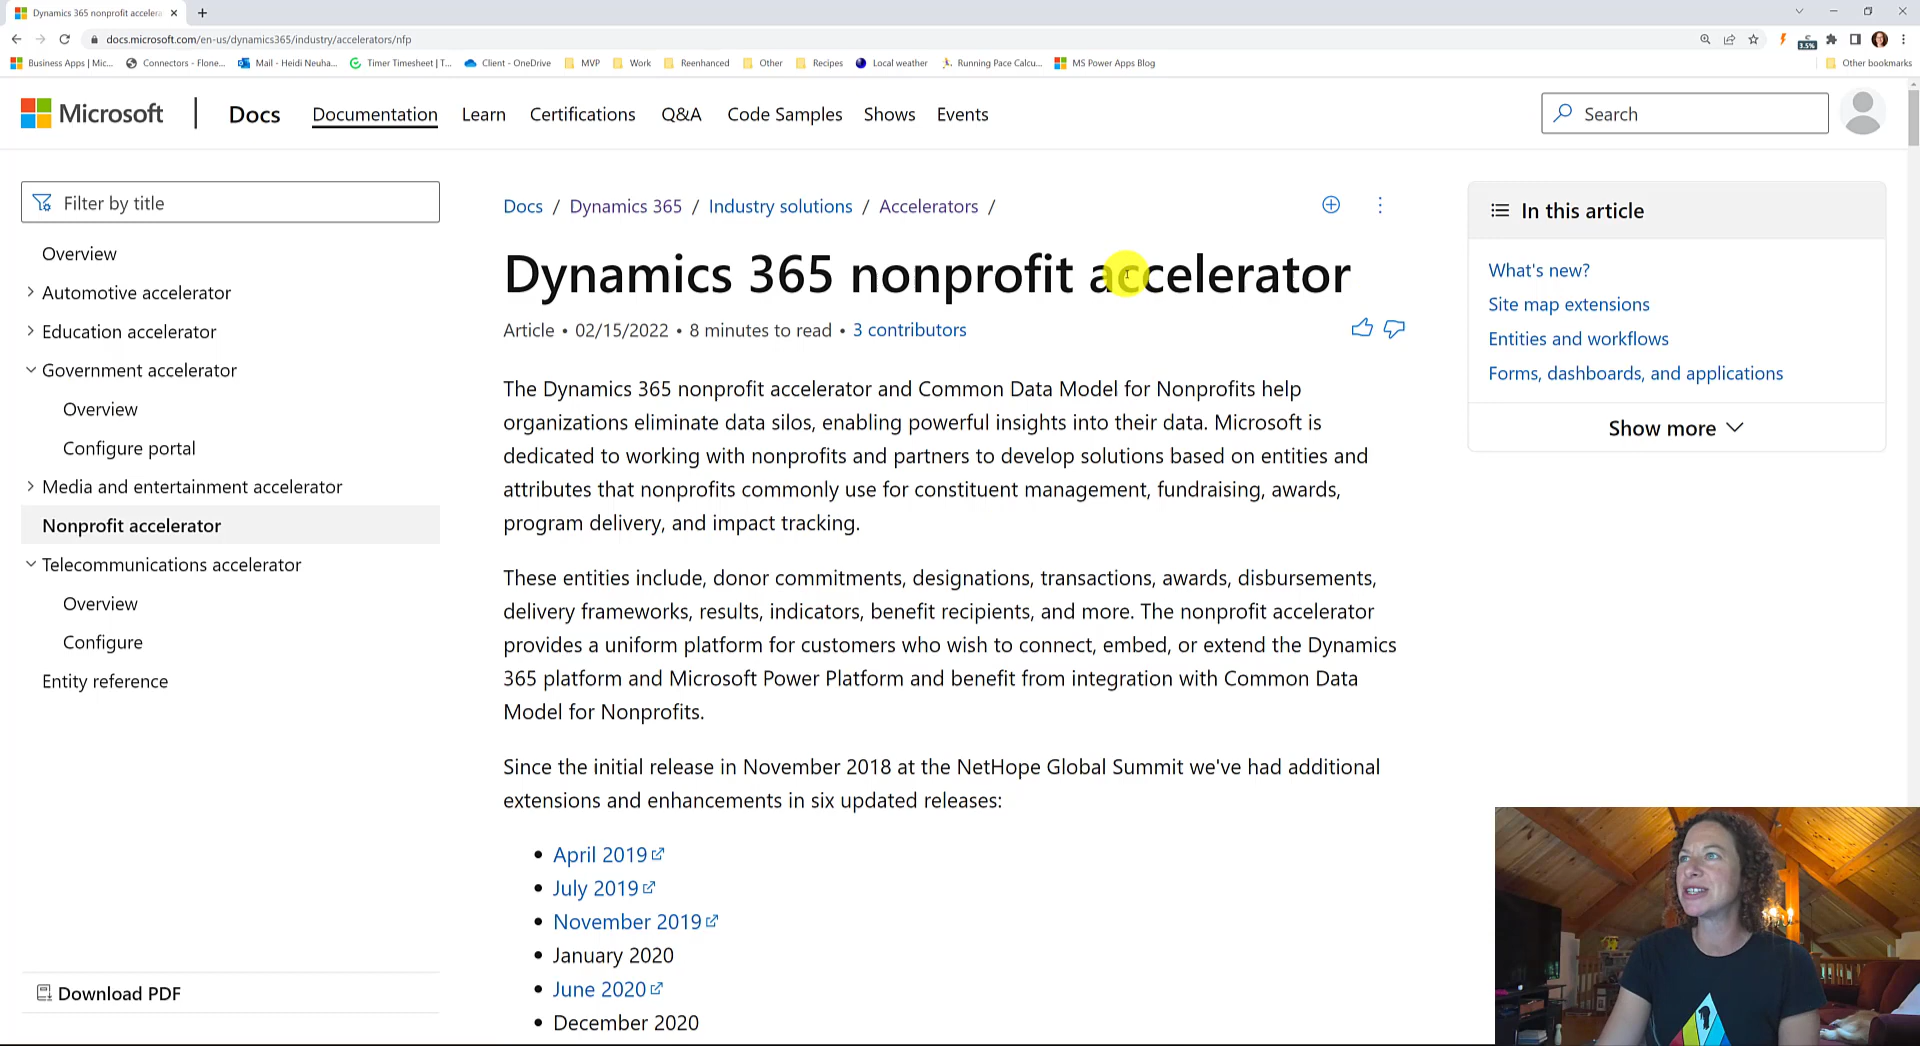 Dynamics 365 nonprofit accelera
docs.microsoft.com/en-us/dynamics365/industry/accelerators/nfp
3.5%
Business Apps | Mic...
Connectors - Flone...
Mail - Heidi Neuha...
Timer Timesheet | T...
Client - OneDrive
MVP
Work
Reenhanced
Other
Recipes
Local weather
Running Pace Calcu...
MS Power Apps Blog
Other bookmarks
Microsoft
Docs
Documentation
Learn
Certifications
Q&A
Code Samples
Shows
Events
Search
Filter by title
Overview
Automotive accelerator
Education accelerator
Government accelerator
Overview
Configure portal
Media and entertainment accelerator
Nonprofit accelerator
Telecommunications accelerator
Overview
Configure
Entity reference
Download PDF
Docs / Dynamics 365 / Industry solutions / Accelerators /
Dynamics 365 nonprofit accelerator
Article • 02/15/2022 • 8 minutes to read • 3 contributors
The Dynamics 365 nonprofit accelerator and Common Data Model for Nonprofits help
organizations eliminate data silos, enabling powerful insights into their data. Microsoft is
dedicated to working with nonprofits and partners to develop solutions based on entities and
attributes that nonprofits commonly use for constituent management, fundraising, awards,
program delivery, and impact tracking.
These entities include, donor commitments, designations, transactions, awards, disbursements,
delivery frameworks, results, indicators, benefit recipients, and more. The nonprofit accelerator
provides a uniform platform for customers who wish to connect, embed, or extend the Dynamics
365 platform and Microsoft Power Platform and benefit from integration with Common Data
Model for Nonprofits.
Since the initial release in November 2018 at the NetHope Global Summit we've had additional
extensions and enhancements in six updated releases:
• April 2019
• July 2019
• November 2019
• January 2020
• June 2020
• December 2020
In this article
What's new?
Site map extensions
Entities and workflows
Forms, dashboards, and applications
Show more